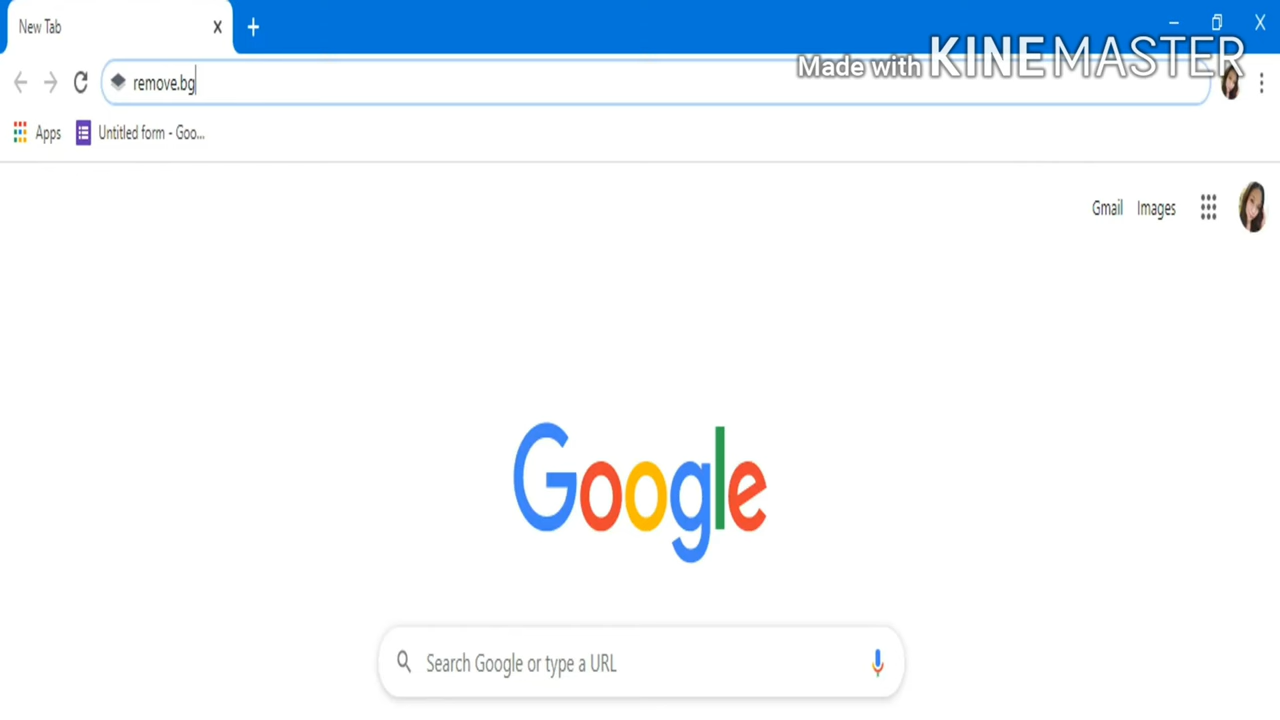 New Tab
Made with KINEMASTER
remove.bg
Apps
Untitled form - Goo...
Gmail
Images
Google
Search Google or type a URL